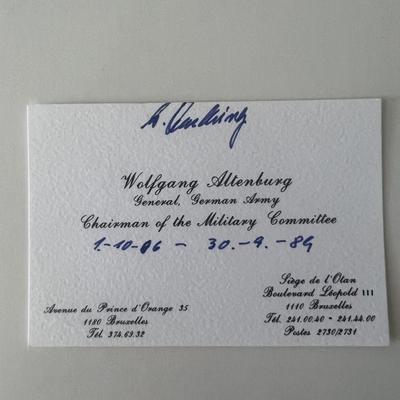 Wolfgang Altenburg
General, German Army
Chairman of the Military Committee
1.-10-86 - 30.-9.-89
Avenue du Prince d'Orange 35
1180 Bruxelles
Tél. 374.69.32
Siège de l'Otan
Boulevard Léopold III
1110 Bruxelles
Tél. 241.00.40 - 241.44.00
Postes 2730/2731